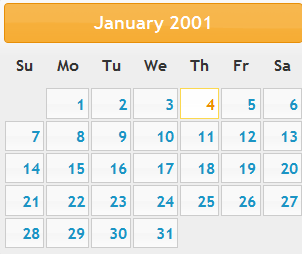 January 2001
Su Mo Tu We Th Fr Sa
1 2 3 4 5 6
7 8 9 10 11 12 13
14 15 16 17 18 19 20
21 22 23 24 25 26 27
28 29 30 31